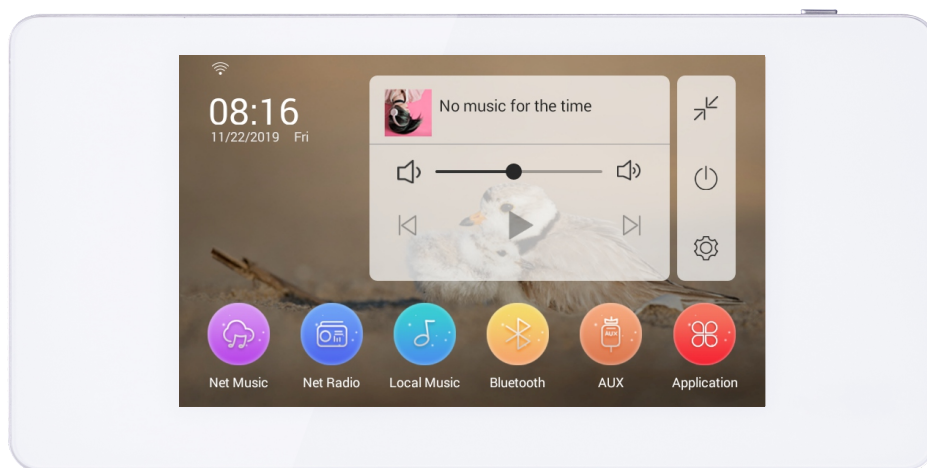 08:16
11/22/2019 Fri
No music for the time
AUX
Net Music
Net Radio
Local Music
Bluetooth
AUX
Application